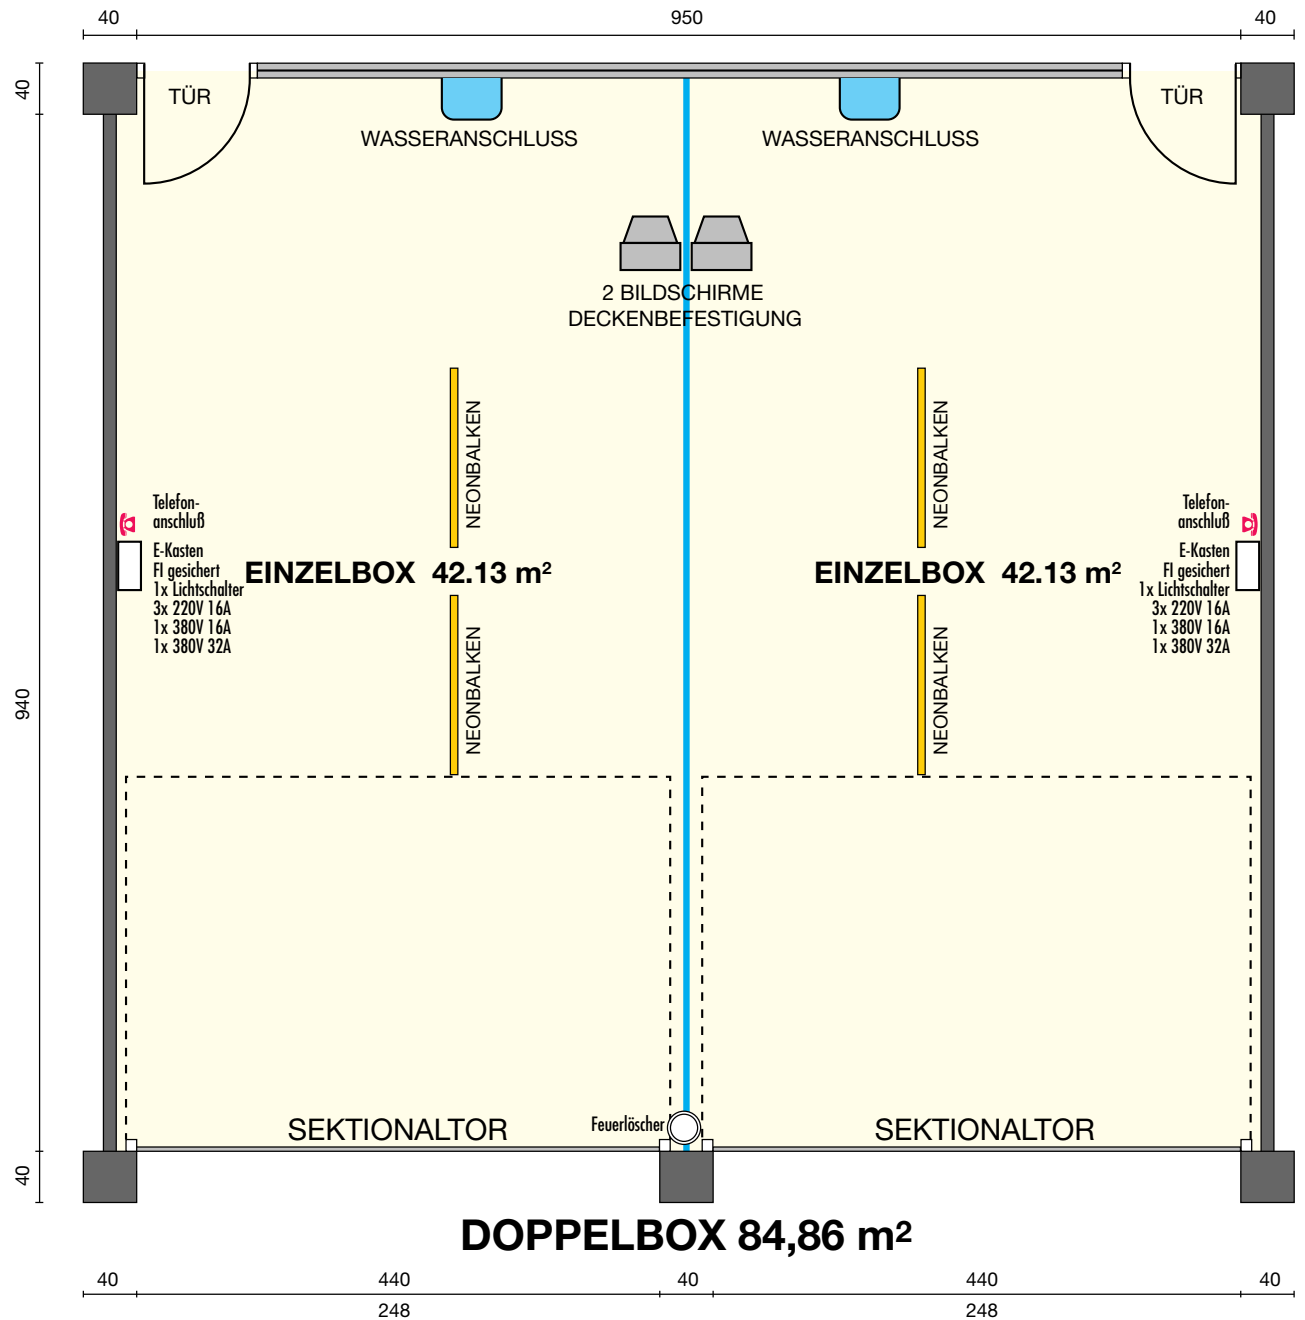 40
950
40
40
TÜR
TÜR
WASSERANSCHLUSS
WASSERANSCHLUSS
2 BILDSCHIRME
DECKENBEFESTIGUNG
NEONBALKEN
NEONBALKEN
Telefon-
anschluß
Telefon-
anschluß
E-Kasten
FI gesichert
1x Lichtschalter
3x 220V 16A
1x 380V 16A
1x 380V 32A
EINZELBOX 42.13 m²
EINZELBOX 42.13 m²
E-Kasten
FI gesichert
1x Lichtschalter
3x 220V 16A
1x 380V 16A
1x 380V 32A
NEONBALKEN
NEONBALKEN
940
Feuerlöscher
SEKTIONALTOR
SEKTIONALTOR
40
DOPPELBOX 84,86 m²
40
440
40
440
40
248
248